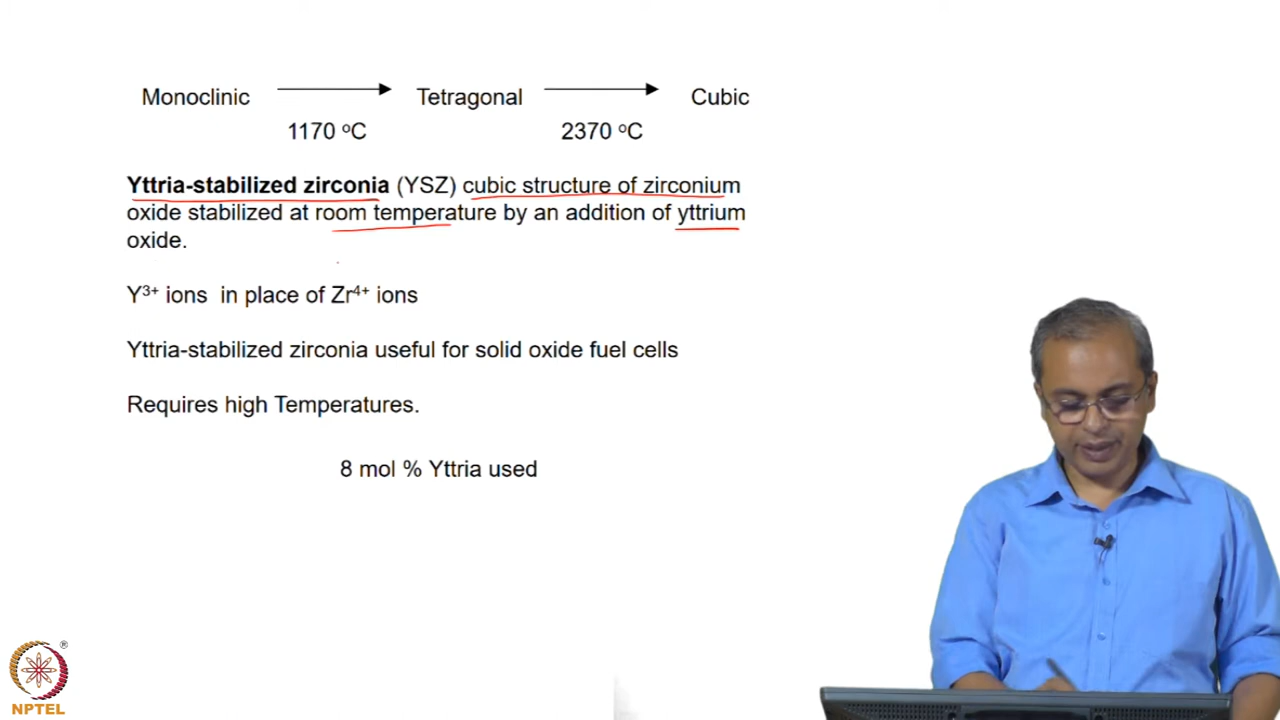 Monoclinic Tetragonal Cubic
1170 ºC 2370 ºC
Yttria-stabilized zirconia (YSZ) cubic structure of zirconium
oxide stabilized at room temperature by an addition of yttrium
oxide.
Y³⁺ ions in place of Zr⁴⁺ ions
Yttria-stabilized zirconia useful for solid oxide fuel cells
Requires high Temperatures.
8 mol % Yttria used
®
NPTEL